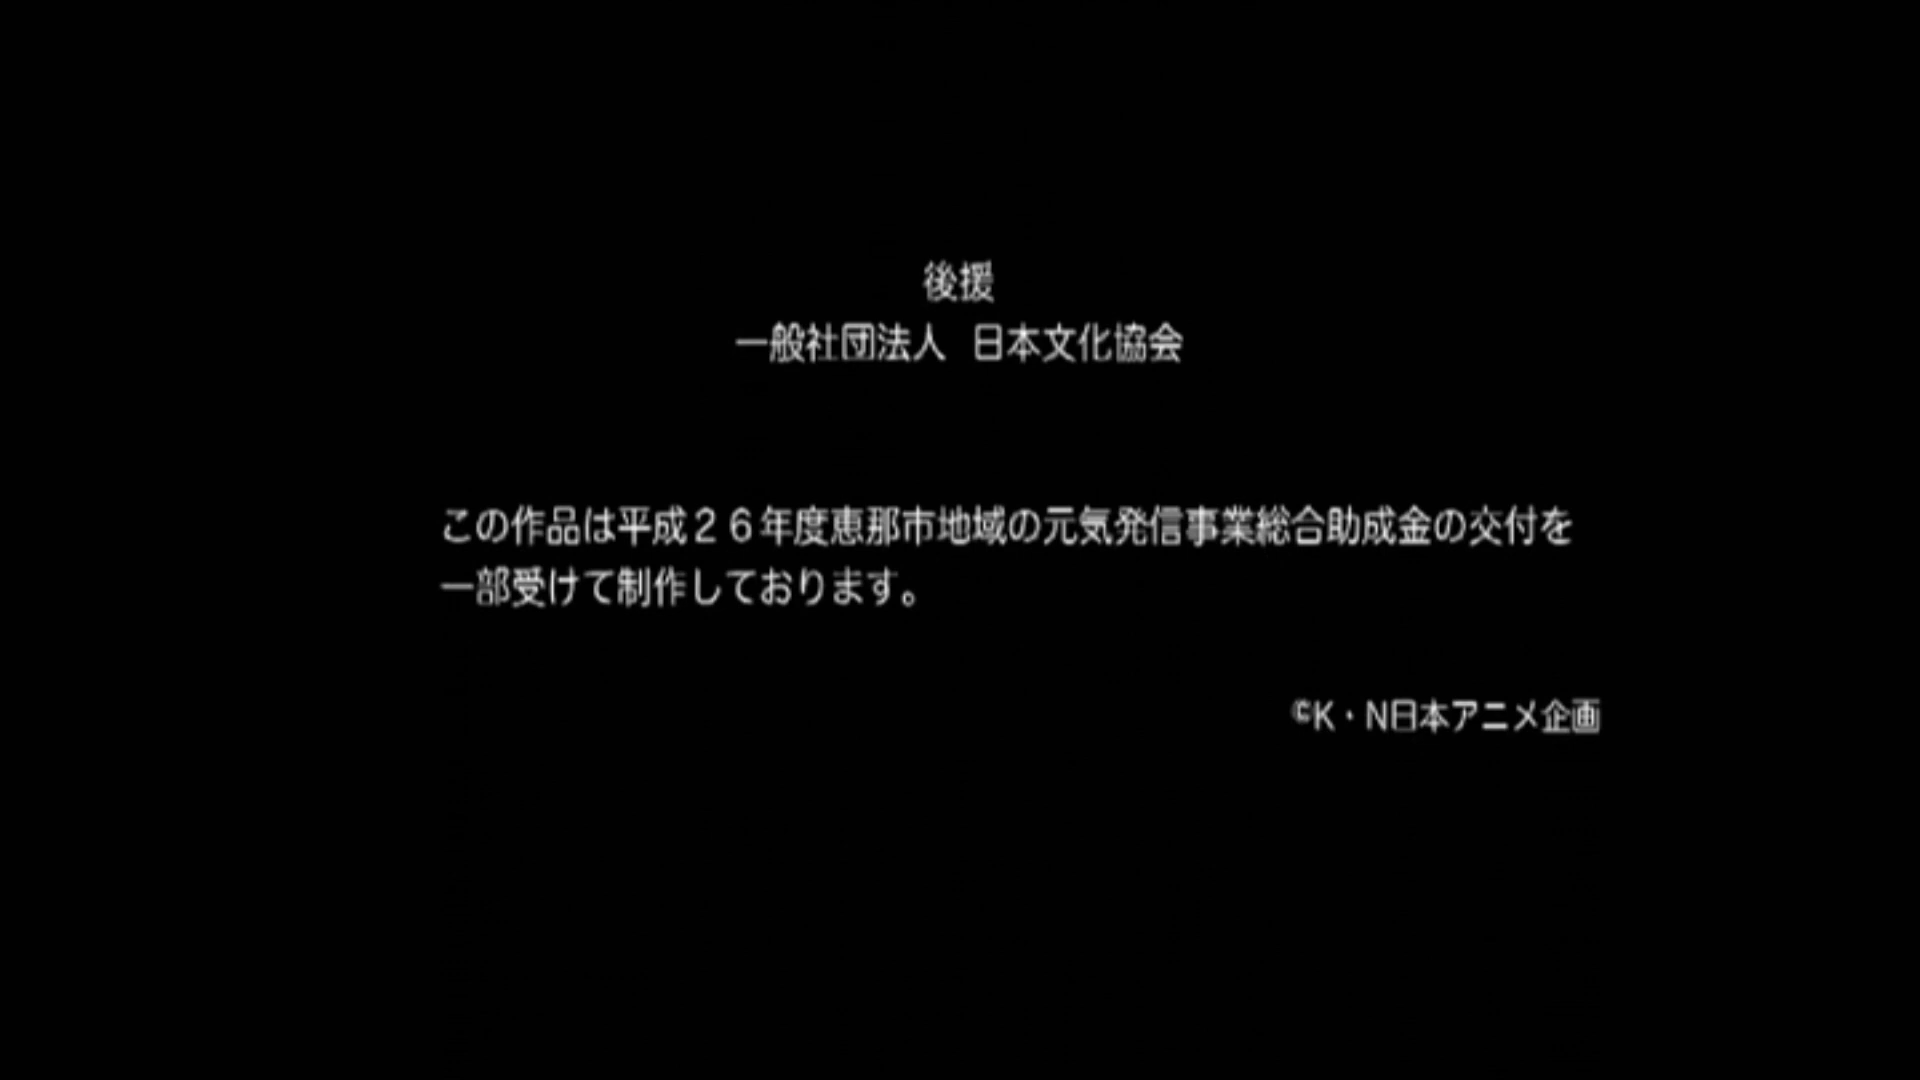 後援
一般社団法人　日本文化協会
この作品は平成２６年度恵那市地域の元気発信事業総合助成金の交付を
一部受けて制作しております。
©K・N日本アニメ企画